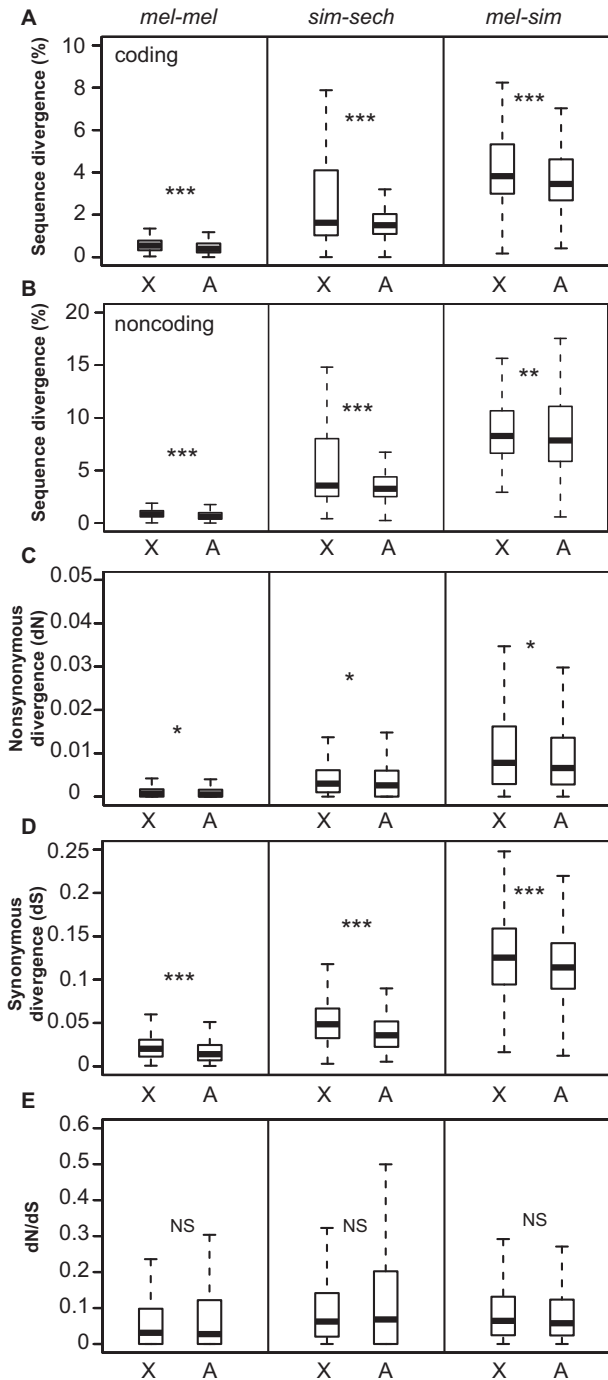 A
mel-mel
sim-sech
mel-sim
coding
Sequence divergence (%)
10
8
6
4
2
0
***
***
***
X A X A X A
B
noncoding
Sequence divergence (%)
20
15
10
5
0
***
***
**
X A X A X A
C
Nonsynonymous
divergence (dN)
0.05
0.04
0.03
0.02
0.01
0
*
*
*
X A X A X A
D
Synonymous
divergence (dS)
0.25
0.2
0.15
0.1
0.05
0
***
***
***
X A X A X A
E
dN/dS
0.6
0.5
0.4
0.3
0.2
0.1
0
NS
NS
NS
X A X A X A